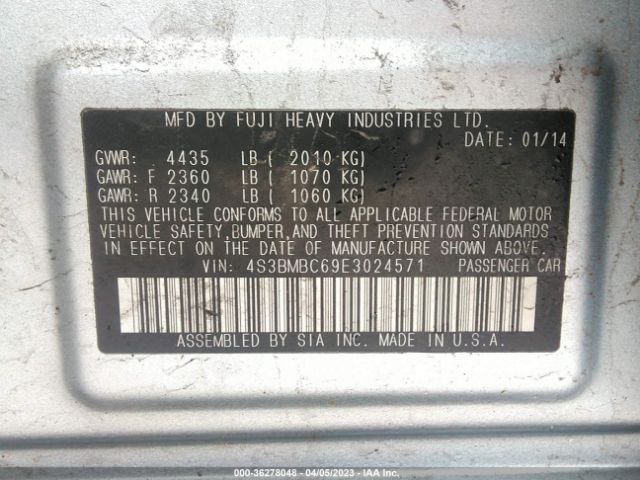 MFD BY FUJI HEAVY INDUSTRIES LTD.
DATE: 01/14
GVWR: 4435 LB ( 2010 KG)
GAWR: F 2360 LB ( 1070 KG)
GAWR: R 2340 LB ( 1060 KG)
THIS VEHICLE CONFORMS TO ALL APPLICABLE FEDERAL MOTOR
VEHICLE SAFETY, BUMPER, AND THEFT PREVENTION STANDARDS
IN EFFECT ON THE DATE OF MANUFACTURE SHOWN ABOVE.
VIN: 4S3BMBC69E3024571 PASSENGER CAR
ASSEMBLED BY SIA INC. MADE IN U.S.A.
000-36278048 - 04/05/2023 - IAA Inc.